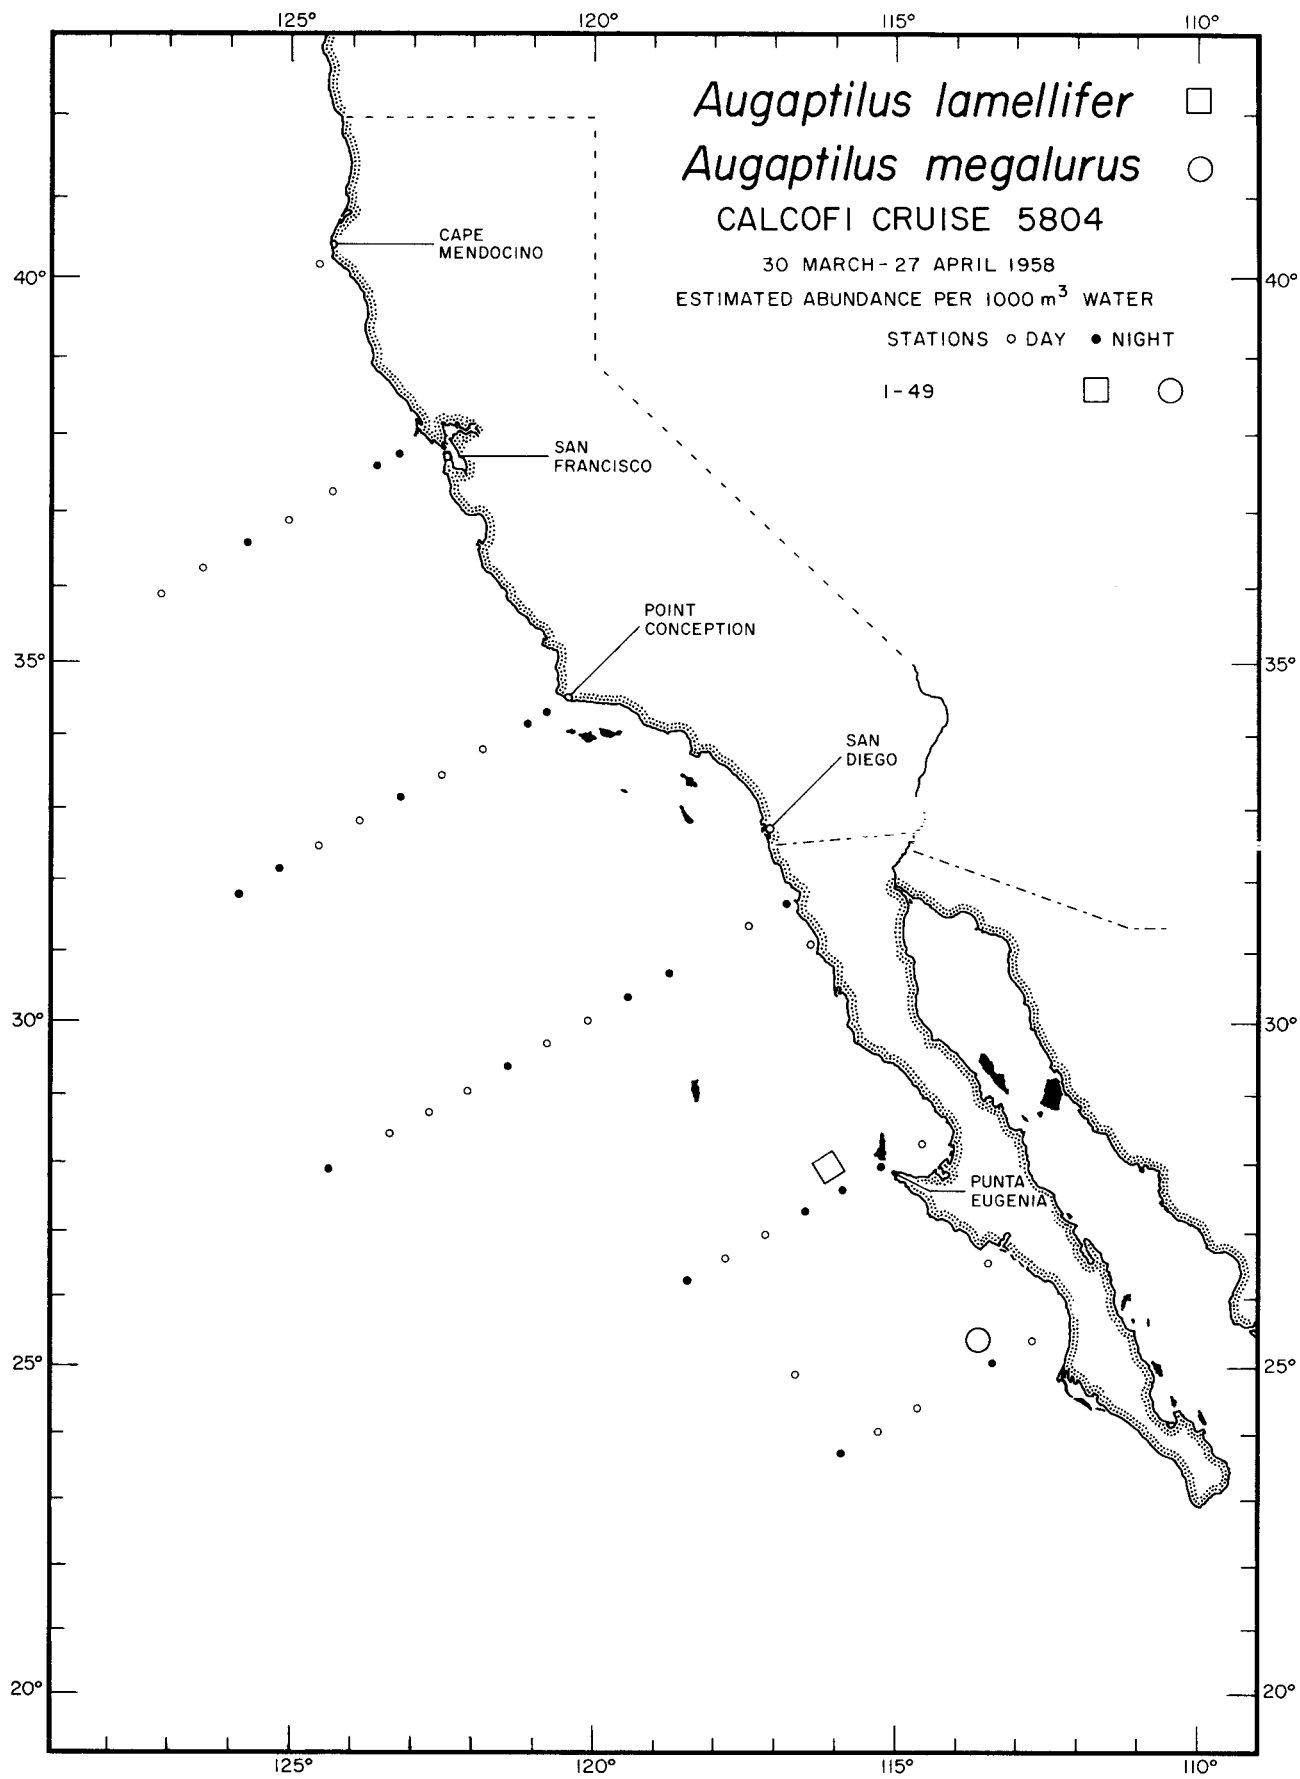 125° 120° 115° 110°
Augaptilus lamellifer
Augaptilus megalurus
CALCOFI CRUISE 5804
30 MARCH-27 APRIL 1958
ESTIMATED ABUNDANCE PER 1000 m³ WATER
STATIONS ○ DAY ● NIGHT
1-49
CAPE
MENDOCINO
40° 40°
SAN
FRANCISCO
POINT
CONCEPTION
35° 35°
SAN
DIEGO
30° 30°
PUNTA
EUGENIA
25° 25°
20° 20°
125° 120° 115° 110°